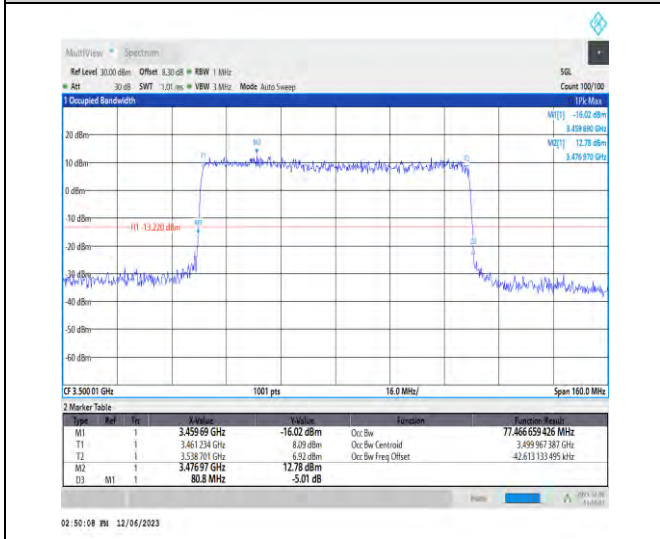 MultiView Spectrum
Ref Level 30.00 dBm Offset 8.30 dB RBW 1 MHz SGL
Att 30 dB SWT 1.01 ms VBW 3 MHz Mode Auto Sweep Count 100/100
1 Occupied Bandwidth 1Pk Max
M1[1] -16.02 dBm
3.459 690 GHz
M2[1] 12.78 dBm
3.476 970 GHz
20 dBm
M2
10 dBm
T1
T2
0 dBm
-10 dBm
H1 -13.220 dBm
M1
-20 dBm
D3
-30 dBm
-40 dBm
-50 dBm
-60 dBm
CF 3.500 01 GHz 1001 pts 16.0 MHz/ Span 160.0 MHz
2 Marker Table
Type Ref Trc X-Value Y-Value Function Function Result
M1 1 3.459 69 GHz -16.02 dBm Occ Bw 77.466 659 426 MHz
T1 1 3.461 234 GHz 8.09 dBm Occ Bw Centroid 3.499 967 387 GHz
T2 1 3.538 701 GHz 6.92 dBm Occ Bw Freq Offset -42.613 133 495 kHz
M2 1 3.476 97 GHz 12.78 dBm
D3 M1 1 80.8 MHz -5.01 dB
02:50:08 PM 12/06/2023